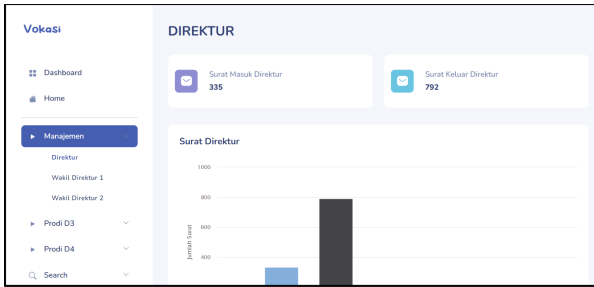 Vokasi
Dashboard
Home
Manajemen
Direktur
Wakil Direktur 1
Wakil Direktur 2
Prodi D3
Prodi D4
Search
DIREKTUR
Surat Masuk Direktur
335
Surat Keluar Direktur
792
Surat Direktur
1000
800
600
400
Jumlah Surat